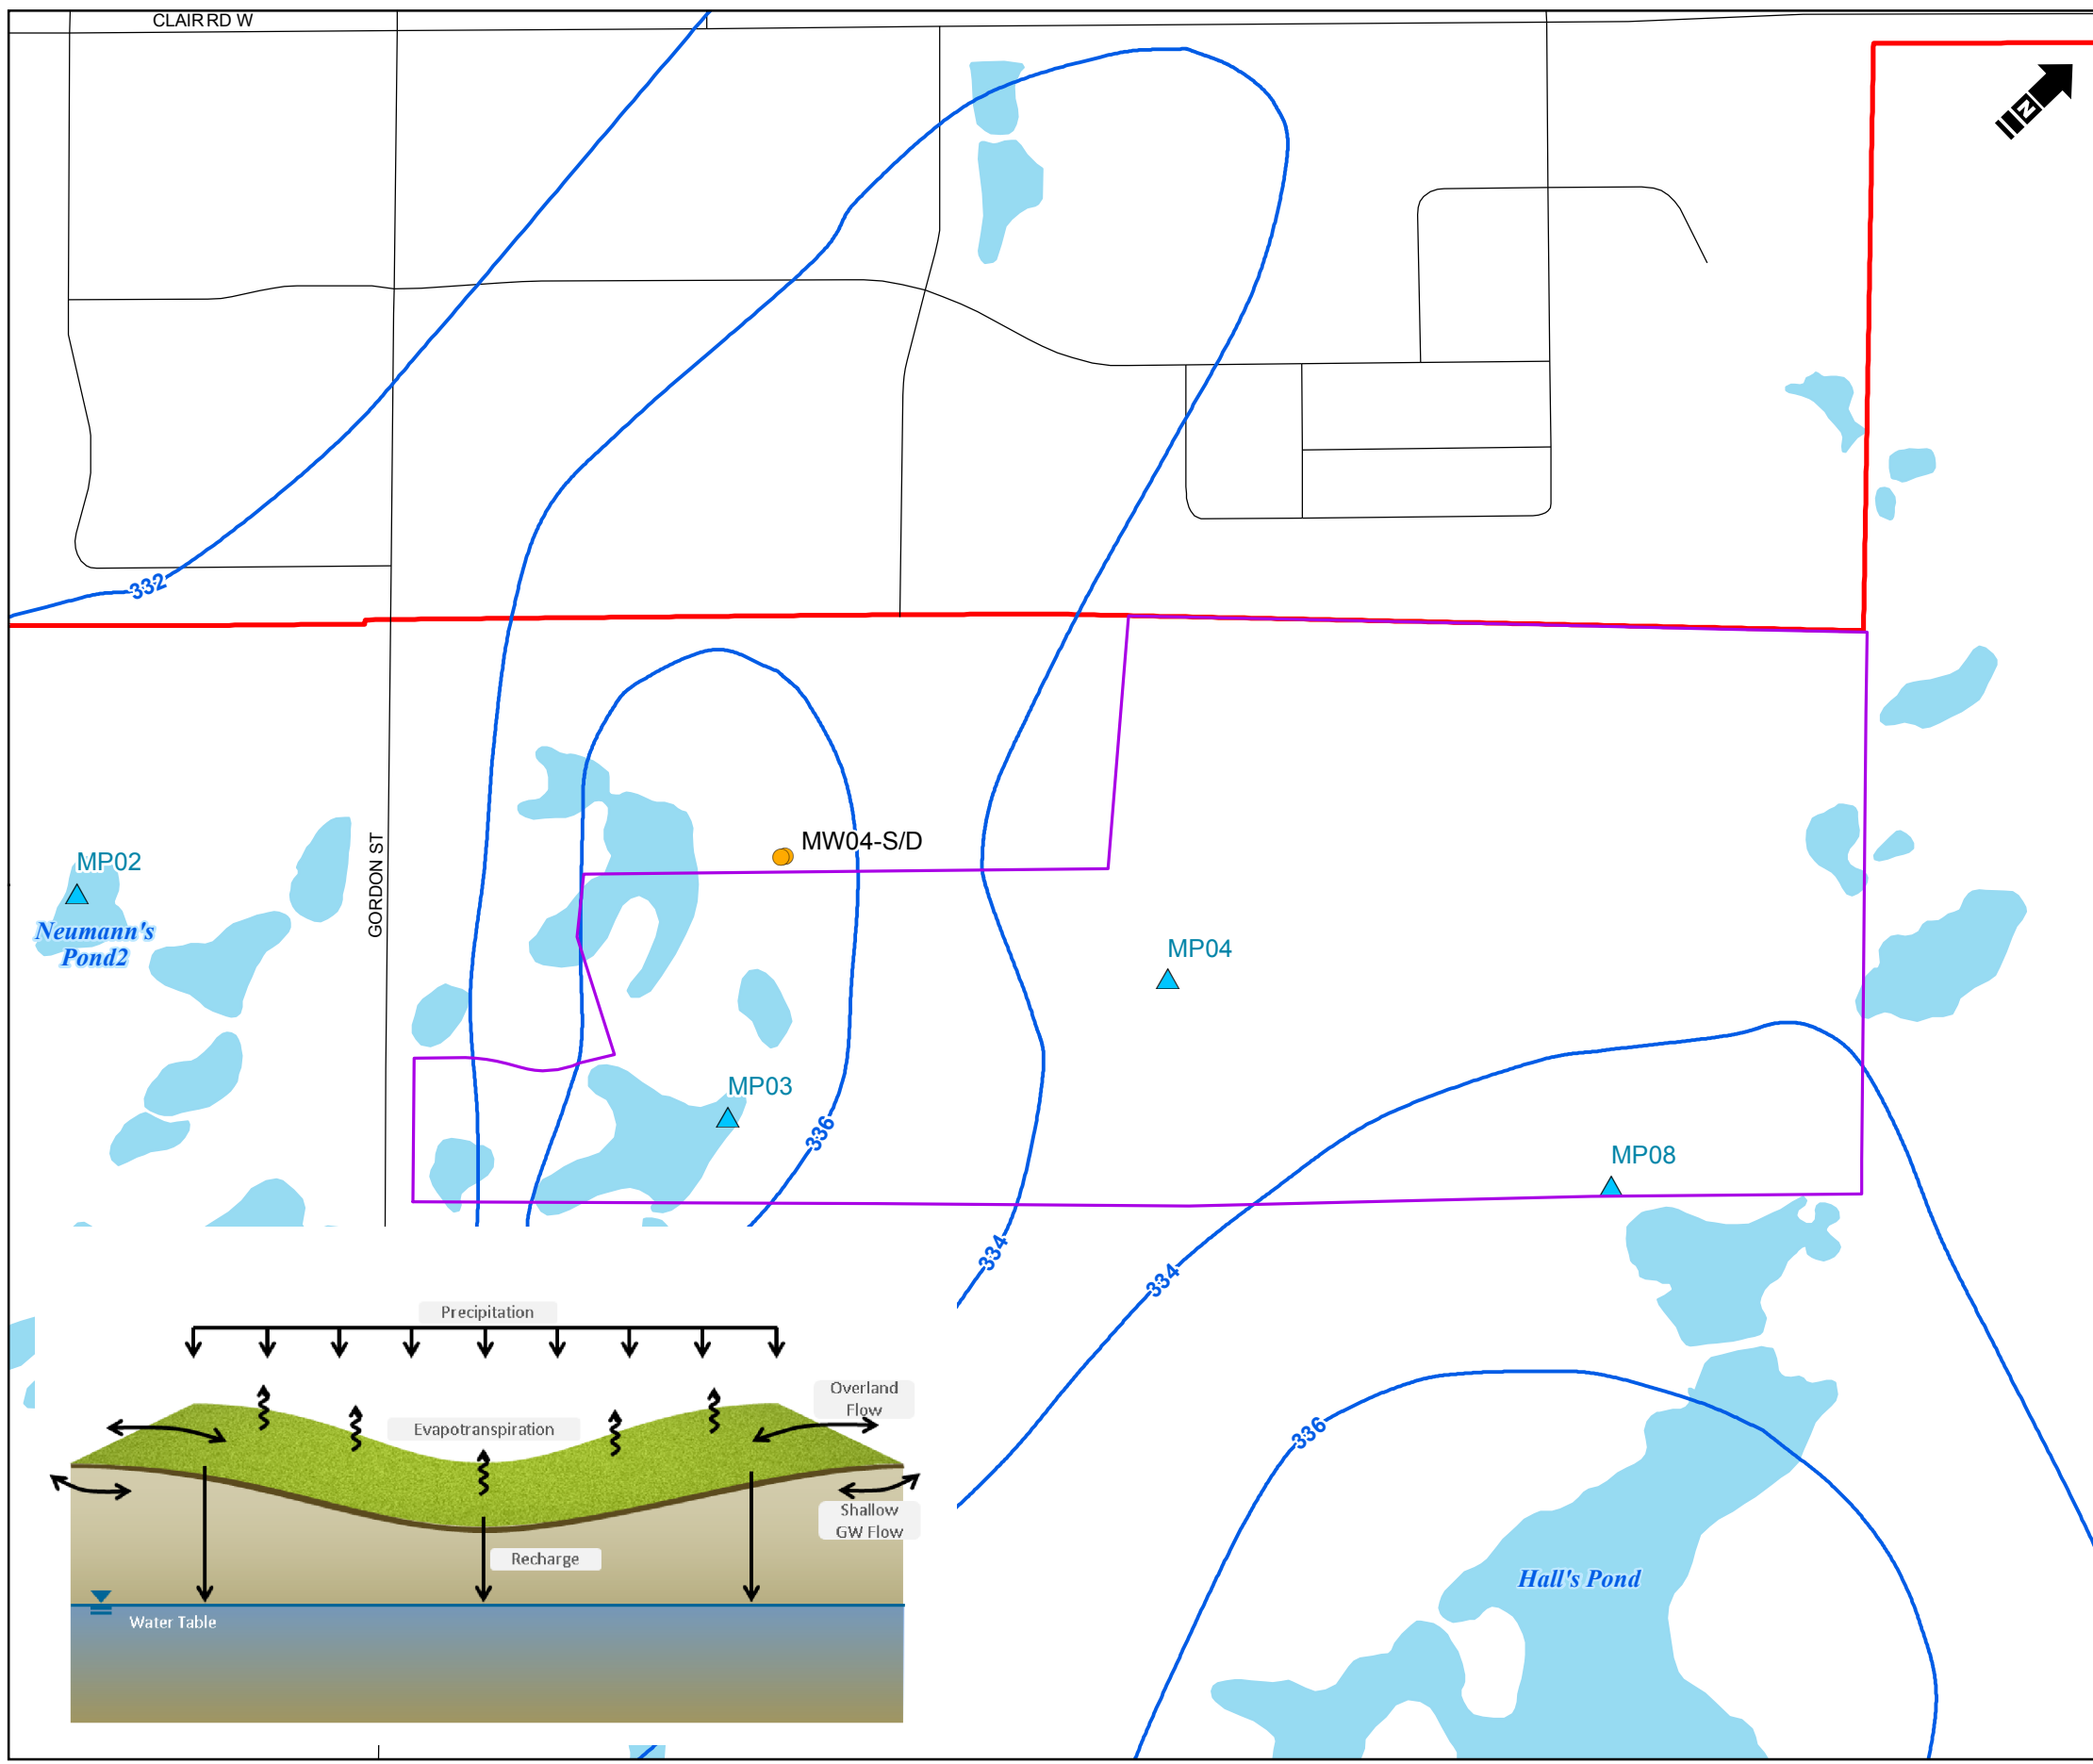 CLAIR RD W
N
332
MW04-S/D
MP02
GORDON ST
Neumann's
Pond2
MP04
MP03
336
MP08
334
334
Precipitation
Overland
Flow
Evapotranspiration
336
Shallow
GW Flow
Recharge
Hall's Pond
Water Table